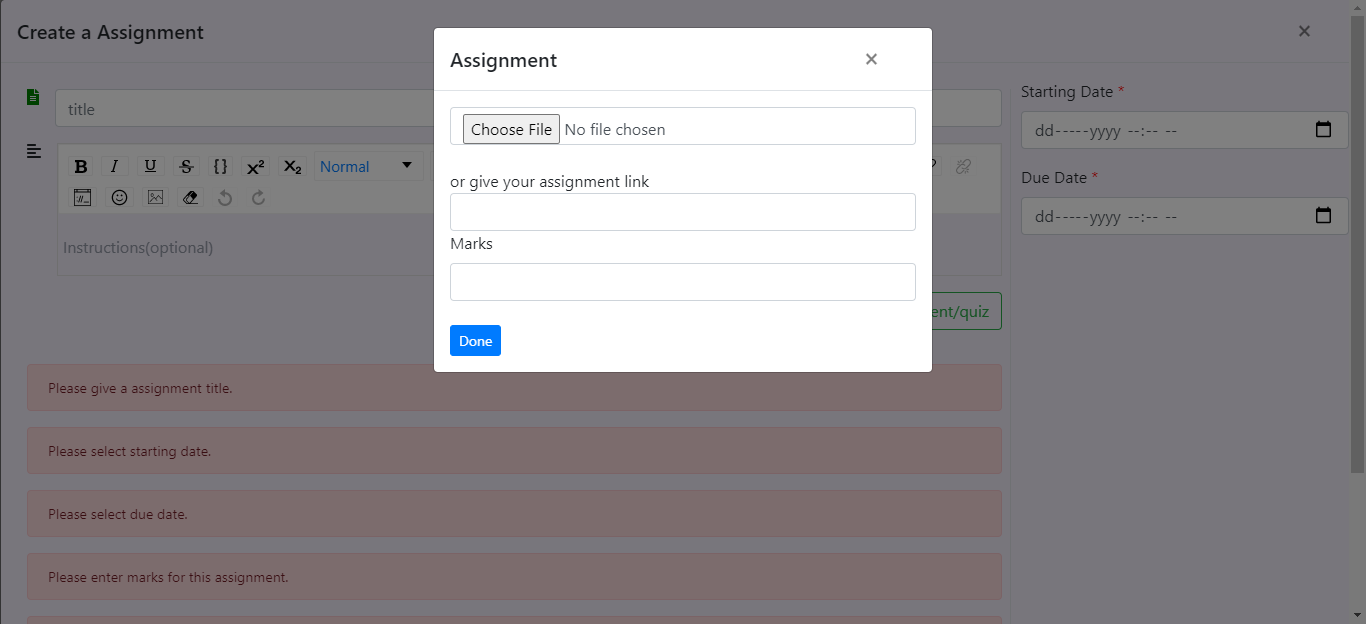 Create a Assignment
×
Assignment
×
title
Choose File No file chosen
Starting Date *
dd-----yyyy --:-- --
B I U S {} X² X₂ Normal
or give your assignment link
Due Date *
dd-----yyyy --:-- --
Instructions(optional)
Marks
ent/quiz
Done
Please give a assignment title.
Please select starting date.
Please select due date.
Please enter marks for this assignment.